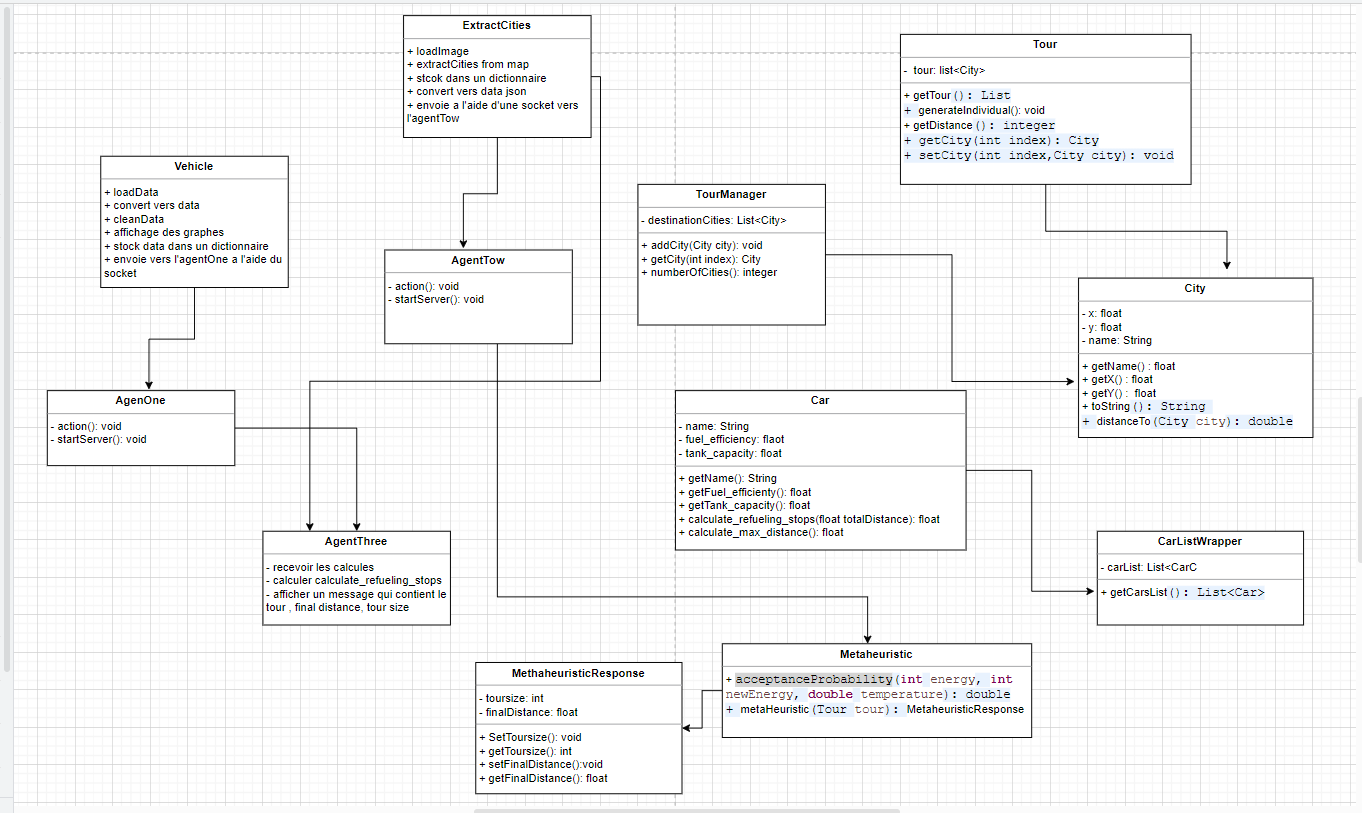 ExtractCities
+ loadImage
+ extractCities from map
+ stcok dans un dictionnaire
+ convert vers data json
+ envoie a l'aide d'une socket vers
l'agentTow
Tour
- tour: list<City>
+ getTour (): List
+ generateIndividual(): void
+ getDistance (): integer
+ getCity(int index): City
+ setCity(int index,City city): void
Vehicle
+ loadData
+ convert vers data
+ cleanData
+ affichage des graphes
+ stock data dans un dictionnaire
+ envoie vers l'agentOne a l'aide du
socket
TourManager
- destinationCities: List<City>
+ addCity(City city): void
+ getCity(int index): City
+ numberOfCities(): integer
AgentTow
- action(): void
- startServer(): void
City
- x: float
- y: float
- name: String
+ getName() : float
+ getX() : float
+ getY() : float
+ toString (): String
+ distanceTo (City city): double
AgenOne
- action(): void
- startServer(): void
Car
- name: String
- fuel_efficiency: flaot
- tank_capacity: float
+ getName(): String
+ getFuel_efficienty(): float
+ getTank_capacity(): float
+ calculate_refueling_stops(float totalDistance): float
+ calculate_max_distance(): float
AgentThree
- recevoir les calcules
- calculer calculate_refueling_stops
- afficher un message qui contient le
tour , final distance, tour size
CarListWrapper
- carList: List<CarC
+ getCarsList (): List<Car>
Metaheuristic
+ acceptanceProbability(int energy, int
newEnergy, double temperature): double
+ metaHeuristic (Tour tour): MetaheuristicResponse
MethaheuristicResponse
- toursize: int
- finalDistance: float
+ SetToursize(): void
+ getToursize(): int
+ setFinalDistance():void
+ getFinalDistance(): float